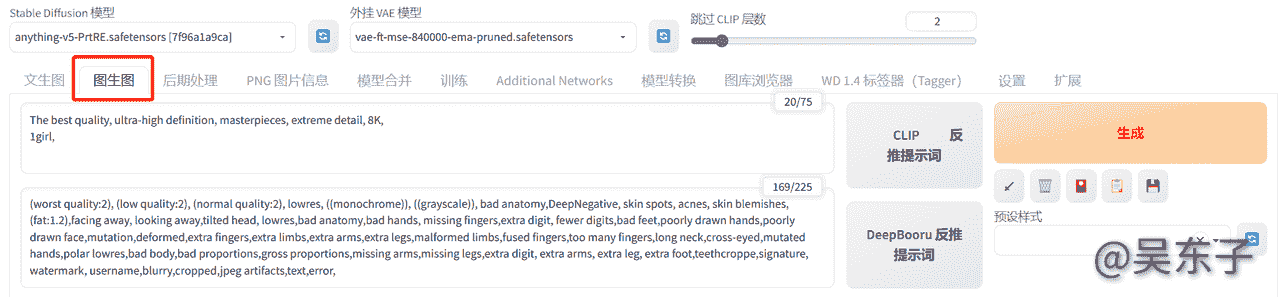 Stable Diffusion 模型
外挂 VAE 模型
跳过 CLIP 层数
2
anything-v5-PrtRE.safetensors [7f96a1a9ca]
vae-ft-mse-840000-ema-pruned.safetensors
文生图 图生图 后期处理 PNG 图片信息 模型合并 训练 Additional Networks 模型转换 图库浏览器 WD 1.4 标签器（Tagger） 设置 扩展
20/75
The best quality, ultra-high definition, masterpieces, extreme detail, 8K,
1girl,
CLIP 反
推提示词
生成
169/225
(worst quality:2), (low quality:2), (normal quality:2), lowres, ((monochrome)), ((grayscale)), bad anatomy,DeepNegative, skin spots, acnes, skin blemishes,
(fat:1.2),facing away, looking away,tilted head, lowres,bad anatomy,bad hands, missing fingers,extra digit, fewer digits,bad feet,poorly drawn hands,poorly
drawn face,mutation,deformed,extra fingers,extra limbs,extra arms,extra legs,malformed limbs,fused fingers,too many fingers,long neck,cross-eyed,mutated
hands,polar lowres,bad body,bad proportions,gross proportions,missing arms,missing legs,extra digit, extra arms, extra leg, extra foot,teethcroppe,signature,
watermark, username,blurry,cropped,jpeg artifacts,text,error,
DeepBooru 反推
提示词
预设样式
@吴东子